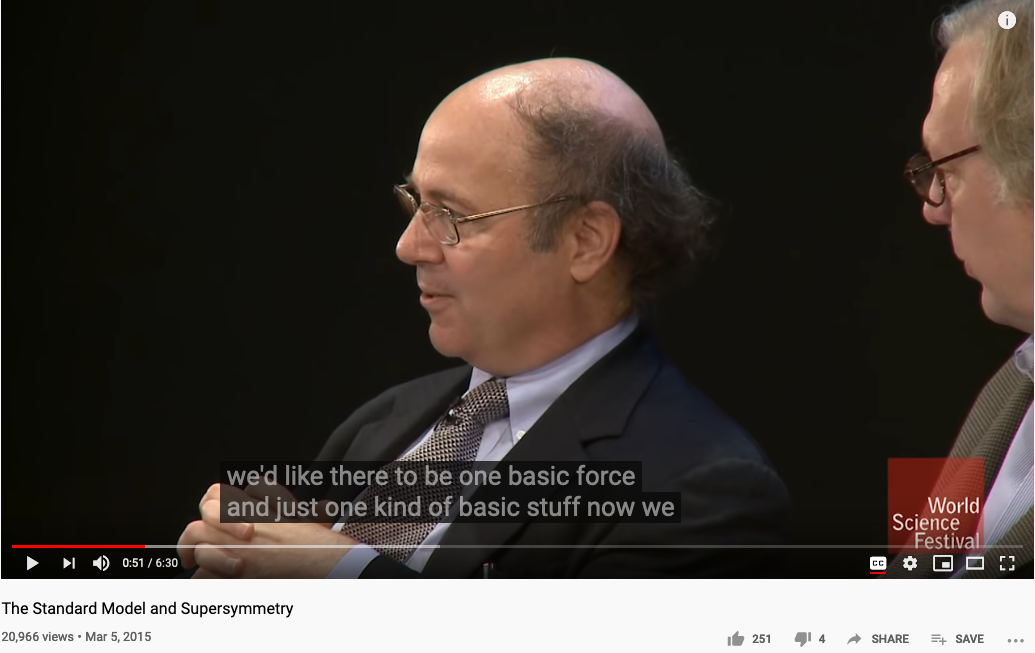 we'd like there to be one basic force
and just one kind of basic stuff now we
World
Science
Festival
0:51 / 6:30
CC
The Standard Model and Supersymmetry
20,966 views • Mar 5, 2015
251
4
SHARE
SAVE